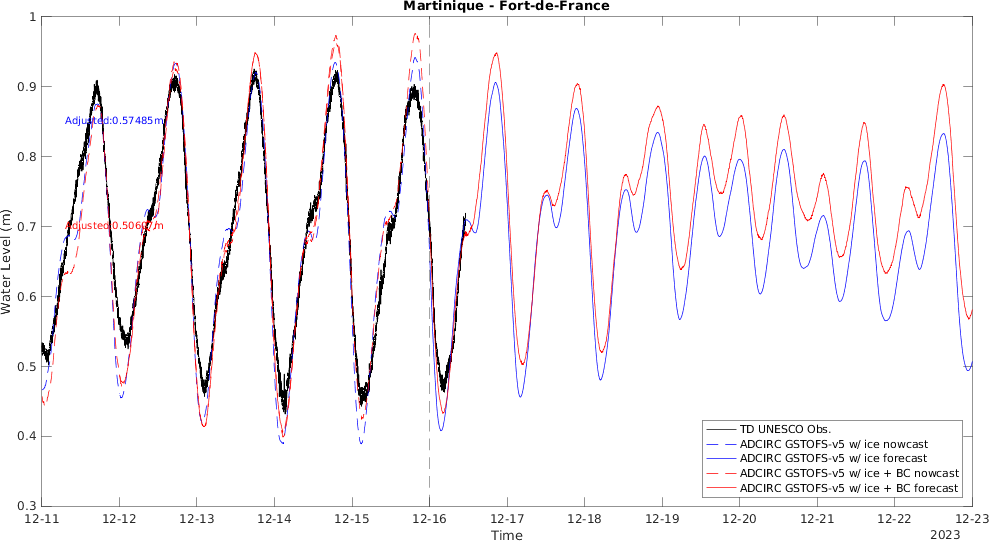 Martinique - Fort-de-France
1
0.9
0.8
0.7
0.6
0.5
0.4
0.3
Water Level (m)
Adjusted:0.57485m
12-11
12-12
12-13
12-14
12-15
12-16
12-17
12-18
12-19
12-20
12-21
12-22
12-23
Time
2023
TD UNESCO Obs.
ADCIRC GSTOFS-v5 w/ ice nowcast
ADCIRC GSTOFS-v5 w/ ice forecast
ADCIRC GSTOFS-v5 w/ ice + BC nowcast
ADCIRC GSTOFS-v5 w/ ice + BC forecast